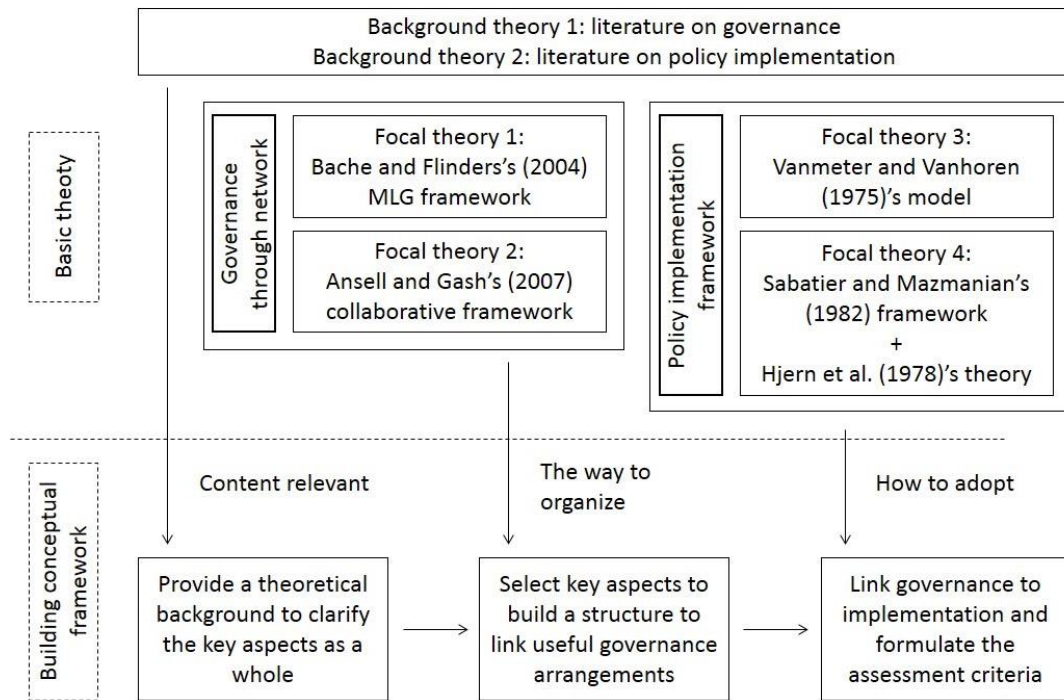 Background theory 1: literature on governance
Background theory 2: literature on policy implementation
Basic theoty
Governance
through network
Focal theory 1:
Bache and Flinders’s (2004)
MLG framework
Focal theory 2:
Ansell and Gash’s (2007)
collaborative framework
Policy implementation
framework
Focal theory 3:
Vanmeter and Vanhoren
(1975)’s model
Focal theory 4:
Sabatier and Mazmanian’s
(1982) framework
+
Hjern et al. (1978)’s theory
Building conceptual
framework
Content relevant
The way to
organize
How to adopt
Provide a theoretical
background to clarify
the key aspects as a
whole
Select key aspects to
build a structure to
link useful governance
arrangements
Link governance to
implementation and
formulate the
assessment criteria